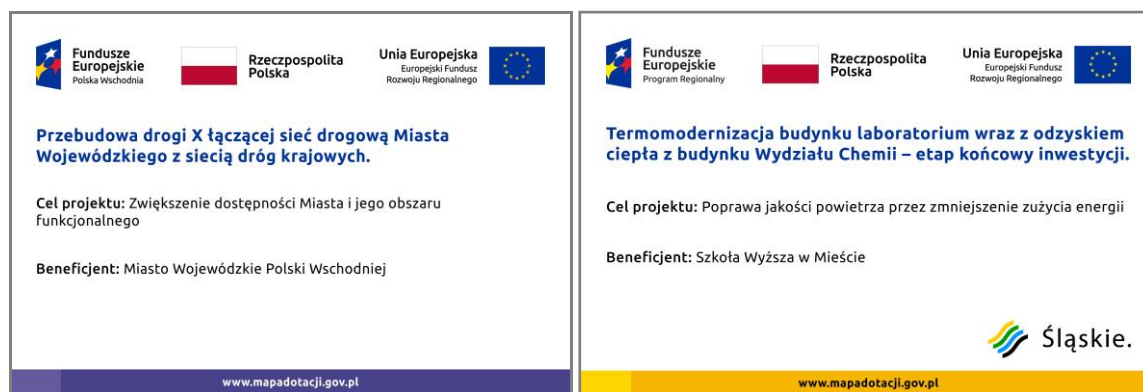 Fundusze
Europejskie
Polska Wschodnia
Rzeczpospolita
Polska
Unia Europejska
Europejski Fundusz
Rozwoju Regionalnego
Przebudowa drogi X łączącej sieć drogową Miasta
Wojewódzkiego z siecią dróg krajowych.
Cel projektu: Zwiększenie dostępności Miasta i jego obszaru
funkcjonalnego
Beneficjent: Miasto Wojewódzkie Polski Wschodniej
www.mapadotacji.gov.pl
Fundusze
Europejskie
Program Regionalny
Rzeczpospolita
Polska
Unia Europejska
Europejski Fundusz
Rozwoju Regionalnego
Termomodernizacja budynku laboratorium wraz z odzyskiem
ciepła z budynku Wydziału Chemii – etap końcowy inwestycji.
Cel projektu: Poprawa jakości powietrza przez zmniejszenie zużycia energii
Beneficjent: Szkoła Wyższa w Mieście
Śląskie.
www.mapadotacji.gov.pl